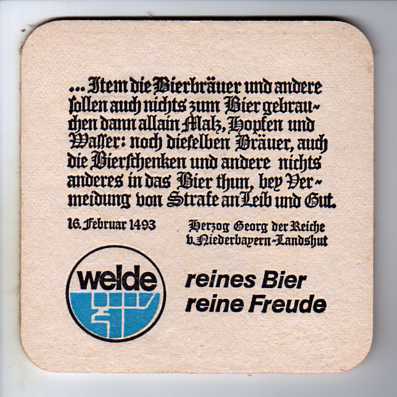 ... Item die Bierbräuer und andere
sollen auch nichts zum Bier gebrau-
chen dann allain Malz, Hopfen und
Wasser: noch dieselben Bräuer, auch
die Bierschenken und andere nichts
anderes in das Bier thun, bey Ver-
meidung von Strafe an Leib und Gut.
16. Februar 1493
Herzog Georg der Reiche
v. Niederbayern-Landshut
welde
reines Bier
reine Freude